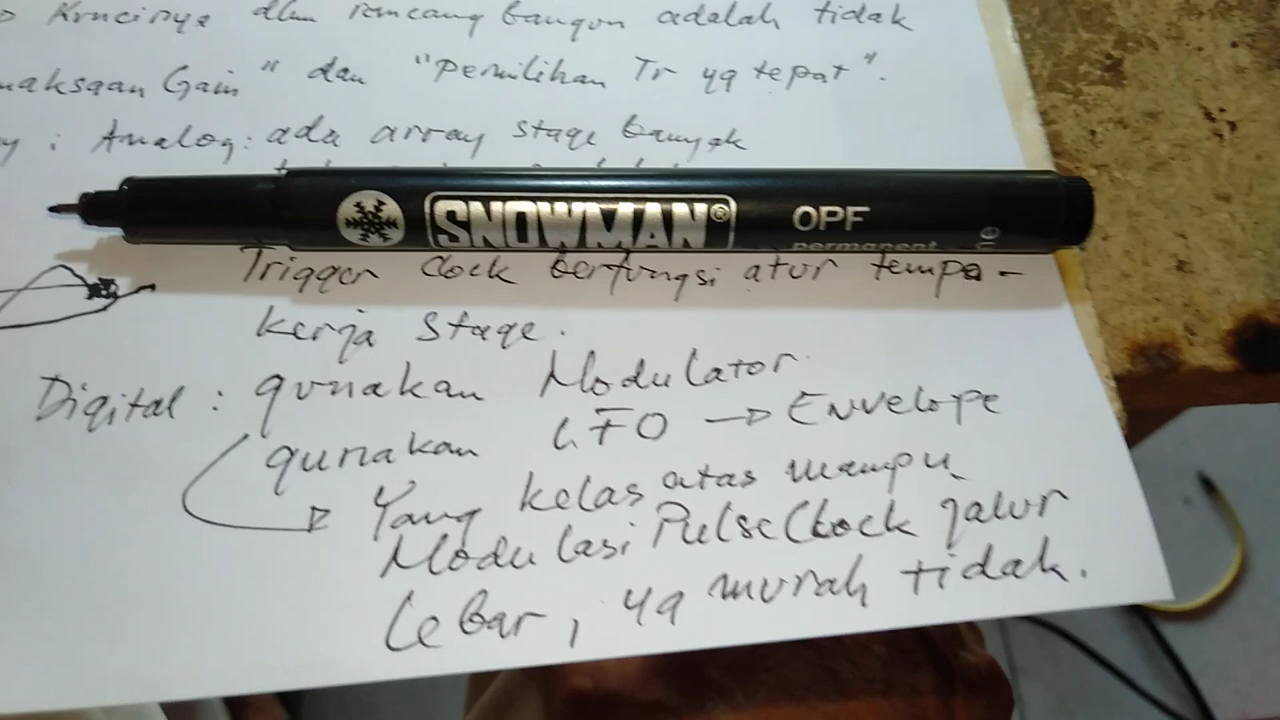 Kuncinya dlm rancang bangun adalah tidak
maksaan Gain" dan "Pemilihan Tr yg tepat".
: Analog: ada array stage banyak
SNOWMAN® OPF
permanent
Trigger Clock berfungsi atur tempo -
kerja stage.
Digital : gunakan Modulator
gunakan LFO → Envelope
Yang kelas atas mampu
Modulasi Pulse Clock jalur
lebar, yg murah tidak.